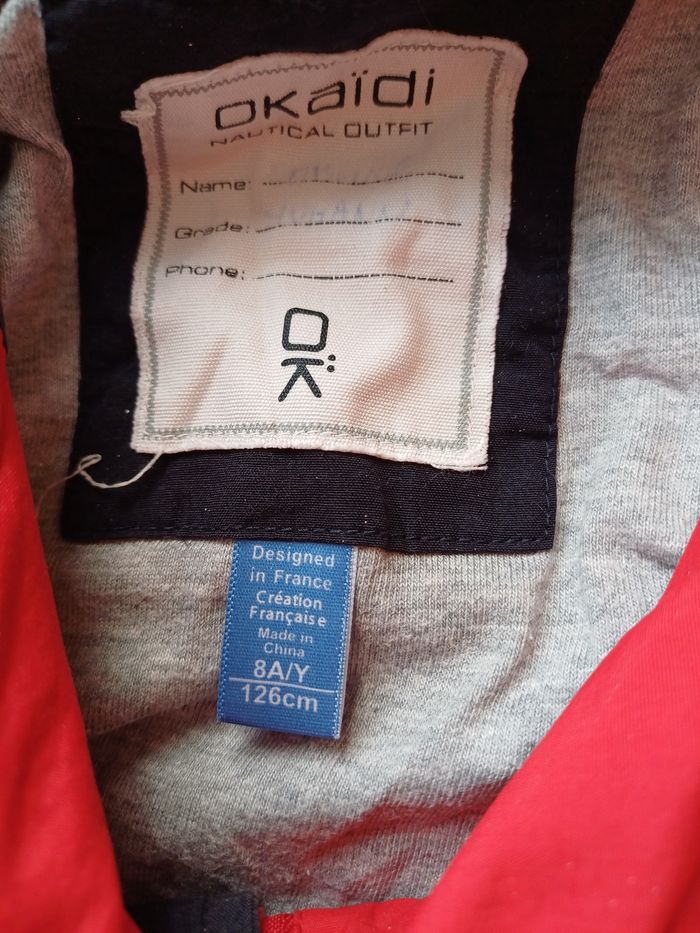 okaïdi
NAUTICAL OUTFIT
Name:
Grade:
Phone:
OK
Designed
in France
Création
Française
Made in
China
8A/Y
126cm